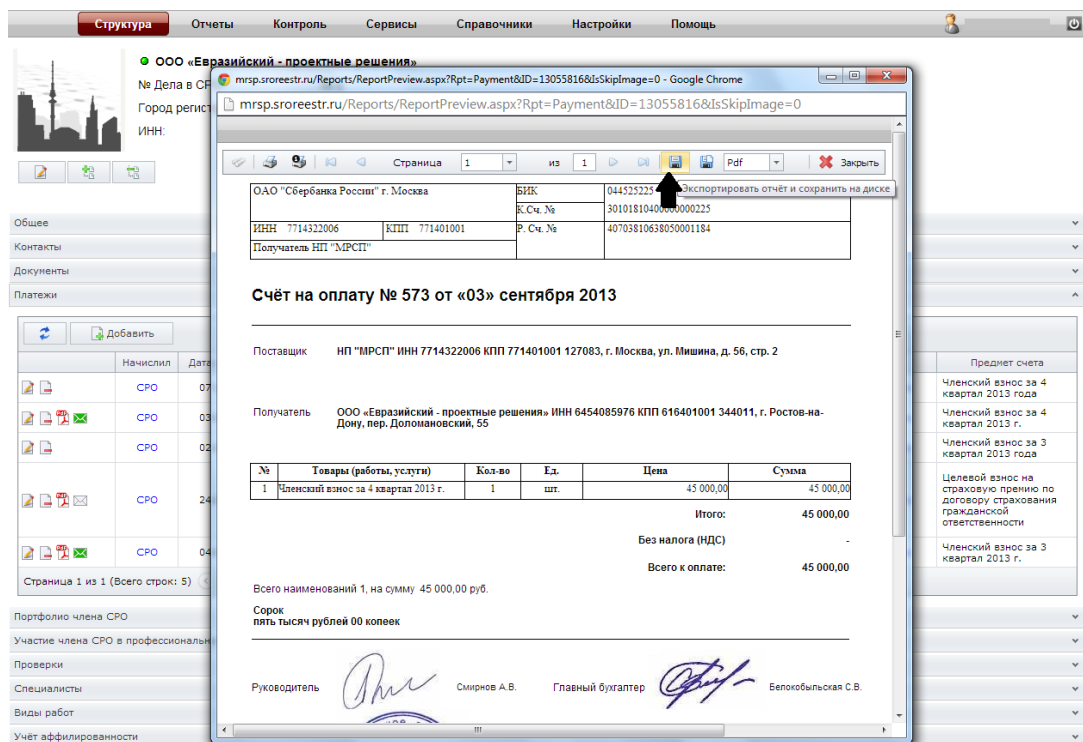 Структура Отчеты Контроль Сервисы Справочники Настройки Помощь
ООО «Евразийский - проектные решения»
№ Дела в СР
Город регист
ИНН:
mrsp.sroreestr.ru/Reports/ReportPreview.aspx?Rpt=Payment&ID=13055816&IsSkipImage=0 - Google Chrome
mrsp.sroreestr.ru/Reports/ReportPreview.aspx?Rpt=Payment&ID=13055816&IsSkipImage=0
Страница 1 из 1 Pdf Закрыть
Экспортировать отчёт и сохранить на диске
ОАО "Сбербанка России" г. Москва БИК 044525225
К.Сч. № 30101810400000000225
ИНН 7714322006 КПП 771401001 Р. Сч. № 40703810638050001184
Получатель НП "МРСП"
Счёт на оплату № 573 от «03» сентября 2013
Поставщик НП "МРСП" ИНН 7714322006 КПП 771401001 127083, г. Москва, ул. Мишина, д. 56, стр. 2
Получатель ООО «Евразийский - проектные решения» ИНН 6454085976 КПП 616401001 344011, г. Ростов-на-
Дону, пер. Доломановский, 55
№ Товары (работы, услуги) Кол-во Ед. Цена Сумма
1 Членский взнос за 4 квартал 2013 г. 1 шт. 45 000,00 45 000,00
Итого: 45 000,00
Без налога (НДС) -
Всего к оплате: 45 000,00
Всего наименований 1, на сумму 45 000,00 руб.
Сорок
пять тысяч рублей 00 копеек
Руководитель Смирнов А.В. Главный бухгалтер Белокобыльская С.В.
Общее
Контакты
Документы
Платежи
Добавить
Начислил Дата Предмет счета
СРО 07 Членский взнос за 4
квартал 2013 года
СРО 03 Членский взнос за 4
квартал 2013 г.
СРО 02 Членский взнос за 3
квартал 2013 года
СРО 24 Целевой взнос на
страховую прению по
договору страхования
гражданской
ответственности
СРО 04 Членский взнос за 3
квартал 2013 г.
Страница 1 из 1 (Всего строк: 5)
Портфолио члена СРО
Участие члена СРО в профессиональн
Проверки
Специалисты
Виды работ
Учёт аффилированности